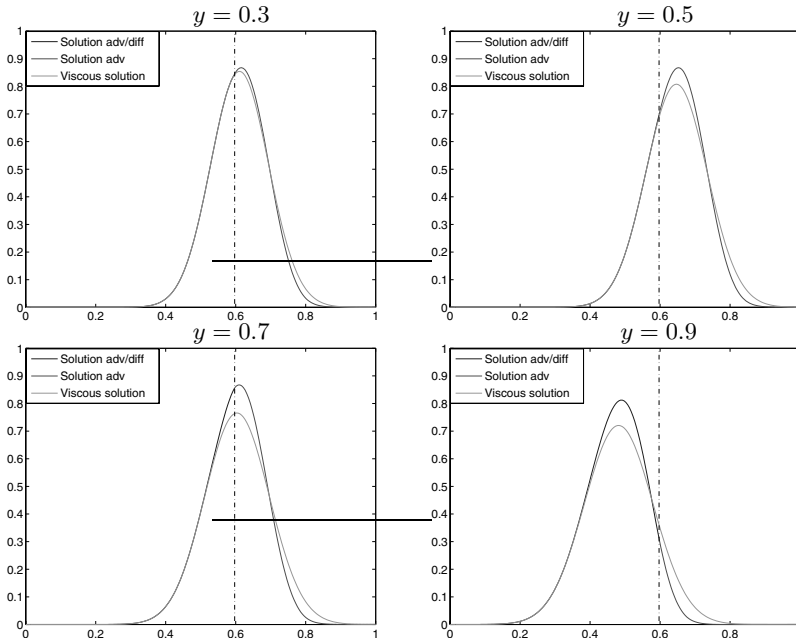 y = 0.3
1
0.9
0.8
0.7
0.6
0.5
0.4
0.3
0.2
0.1
0
Solution adv/diff
Solution adv
Viscous solution
0 0.2 0.4 0.6 0.8 1
y = 0.5
1
0.9
0.8
0.7
0.6
0.5
0.4
0.3
0.2
0.1
0
Solution adv/diff
Solution adv
Viscous solution
0 0.2 0.4 0.6 0.8
y = 0.7
1
0.9
0.8
0.7
0.6
0.5
0.4
0.3
0.2
0.1
0
Solution adv/diff
Solution adv
Viscous solution
0 0.2 0.4 0.6 0.8 1
y = 0.9
1
0.9
0.8
0.7
0.6
0.5
0.4
0.3
0.2
0.1
0
Solution adv/diff
Solution adv
Viscous solution
0 0.2 0.4 0.6 0.8